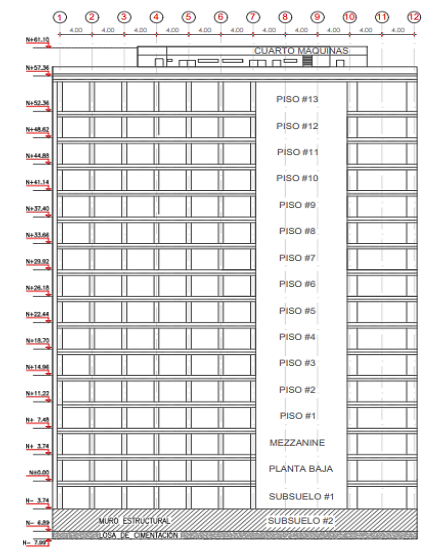 1 2 3 4 5 6 7 8 9 10 11 12
4.00 4.00 4.00 4.00 4.00 4.00 4.00 4.00 4.00 4.00 4.00
N+61.10
CUARTO MAQUINAS
N+57.36
PISO #13
N+52.36
PISO #12
N+48.62
PISO #11
N+44.88
PISO #10
N+41.14
PISO #9
N+37.40
PISO #8
N+33.66
PISO #7
N+29.92
PISO #6
N+26.18
PISO #5
N+22.44
PISO #4
N+18.70
PISO #3
N+14.96
PISO #2
N+11.22
PISO #1
N+ 7.48
MEZZANINE
N+ 3.74
PLANTA BAJA
N±0.00
SUBSUELO #1
N- 3.74
MURO ESTRUCTURAL SUBSUELO #2
N- 6.89
LOSA DE CIMENTACIÓN
N- 7.99